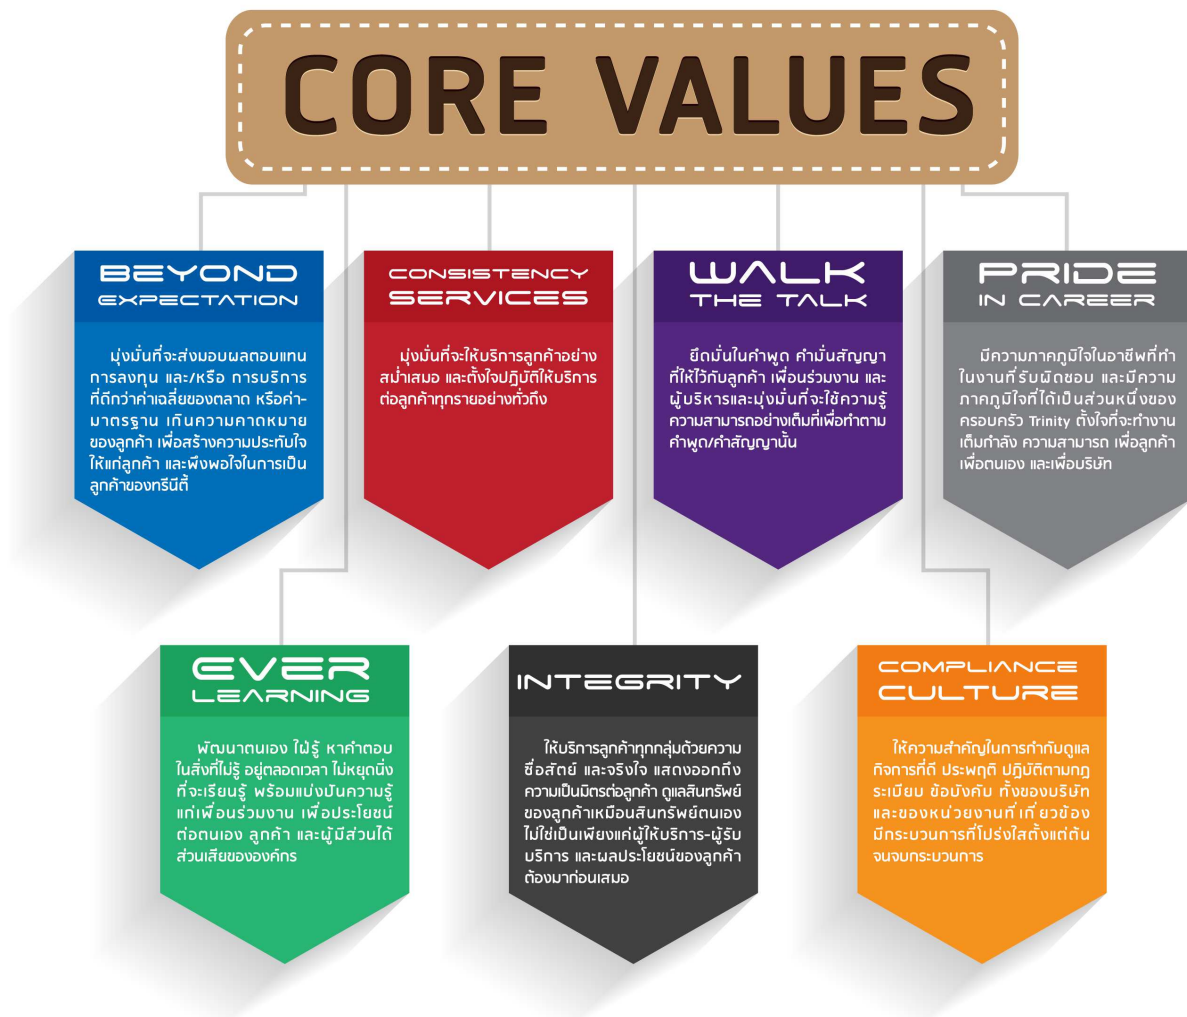 CORE VALUES
BEYOND
EXPECTATION
มุ่งมั่นที่จะส่งมอบผลตอบแทน
การลงทุน และ/หรือ การบริการ
ที่ดีกว่าค่าเฉลี่ยของตลาด หรือค่า-
มาตรฐาน เกินความคาดหมาย
ของลูกค้า เพื่อสร้างความประทับใจ
ให้แก่ลูกค้า และพึงพอใจในการเป็น
ลูกค้าของทรีนีตี้
CONSISTENCY
SERVICES
มุ่งมั่นที่จะให้บริการลูกค้าอย่าง
สม่ำเสมอ และตั้งใจปฏิบัติให้บริการ
ต่อลูกค้าทุกรายอย่างทั่วถึง
WALK
THE TALK
ยึดมั่นในคำพูด คำมั่นสัญญา
ที่ให้ไว้กับลูกค้า เพื่อนร่วมงาน และ
ผู้บริหารและมุ่งมั่นที่จะใช้ความรู้
ความสามารถอย่างเต็มที่เพื่อทำตาม
คำพูด/คำสัญญานั้น
PRIDE
IN CAREER
มีความภาคภูมิใจในอาชีพที่ทำ
ในงานที่รับผิดชอบ และมีความ
ภาคภูมิใจที่ได้เป็นส่วนหนึ่งของ
ครอบครัว Trinity ตั้งใจที่จะทำงาน
เต็มกำลัง ความสามารถ เพื่อลูกค้า
เพื่อตนเอง และเพื่อบริษัท
EVER
LEARNING
พัฒนาตนเอง ใฝ่รู้ หาคำตอบ
ในสิ่งที่ไม่รู้ อยู่ตลอดเวลา ไม่หยุดนิ่ง
ที่จะเรียนรู้ พร้อมแบ่งปันความรู้
แก่เพื่อนร่วมงาน เพื่อประโยชน์
ต่อตนเอง ลูกค้า และผู้มีส่วนได้
ส่วนเสียขององค์กร
INTEGRITY
ให้บริการลูกค้าทุกกลุ่มด้วยความ
ซื่อสัตย์ และจริงใจ แสดงออกถึง
ความเป็นมิตรต่อลูกค้า ดูแลสินทรัพย์
ของลูกค้าเหมือนสินทรัพย์ตนเอง
ไม่ใช่เป็นเพียงแค่ผู้ให้บริการ-ผู้รับ
บริการ และผลประโยชน์ของลูกค้า
ต้องมาก่อนเสมอ
COMPLIANCE
CULTURE
ให้ความสำคัญในการกำกับดูแล
กิจการที่ดี ประพฤติ ปฏิบัติตามกฎ
ระเบียบ ข้อบังคับ ทั้งของบริษัท
และของหน่วยงานที่เกี่ยวข้อง
มีกระบวนการที่โปร่งใสตั้งแต่ต้น
จนจบกระบวนการ